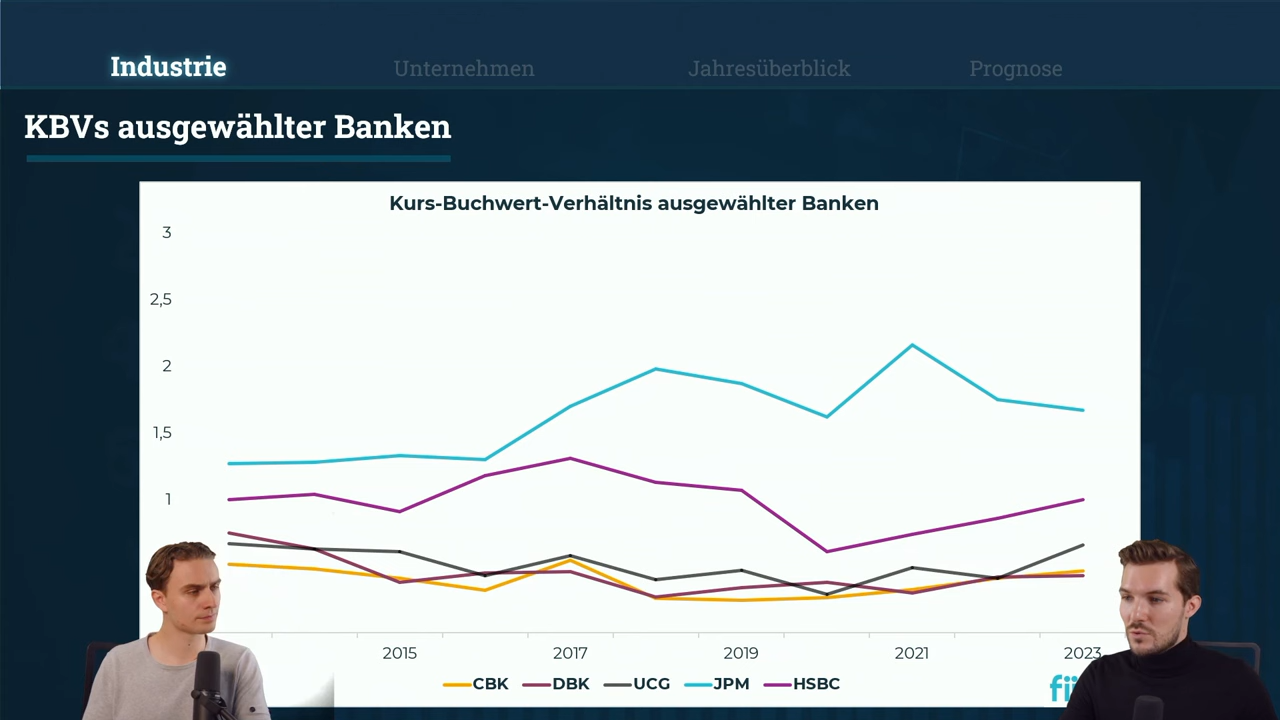 Industrie
Unternehmen
Jahresüberblick
Prognose
KBVs ausgewählter Banken
Kurs-Buchwert-Verhältnis ausgewählter Banken
3
2,5
2
1,5
1
2015
2017
2019
2021
2023
CBK
DBK
UCG
JPM
HSBC